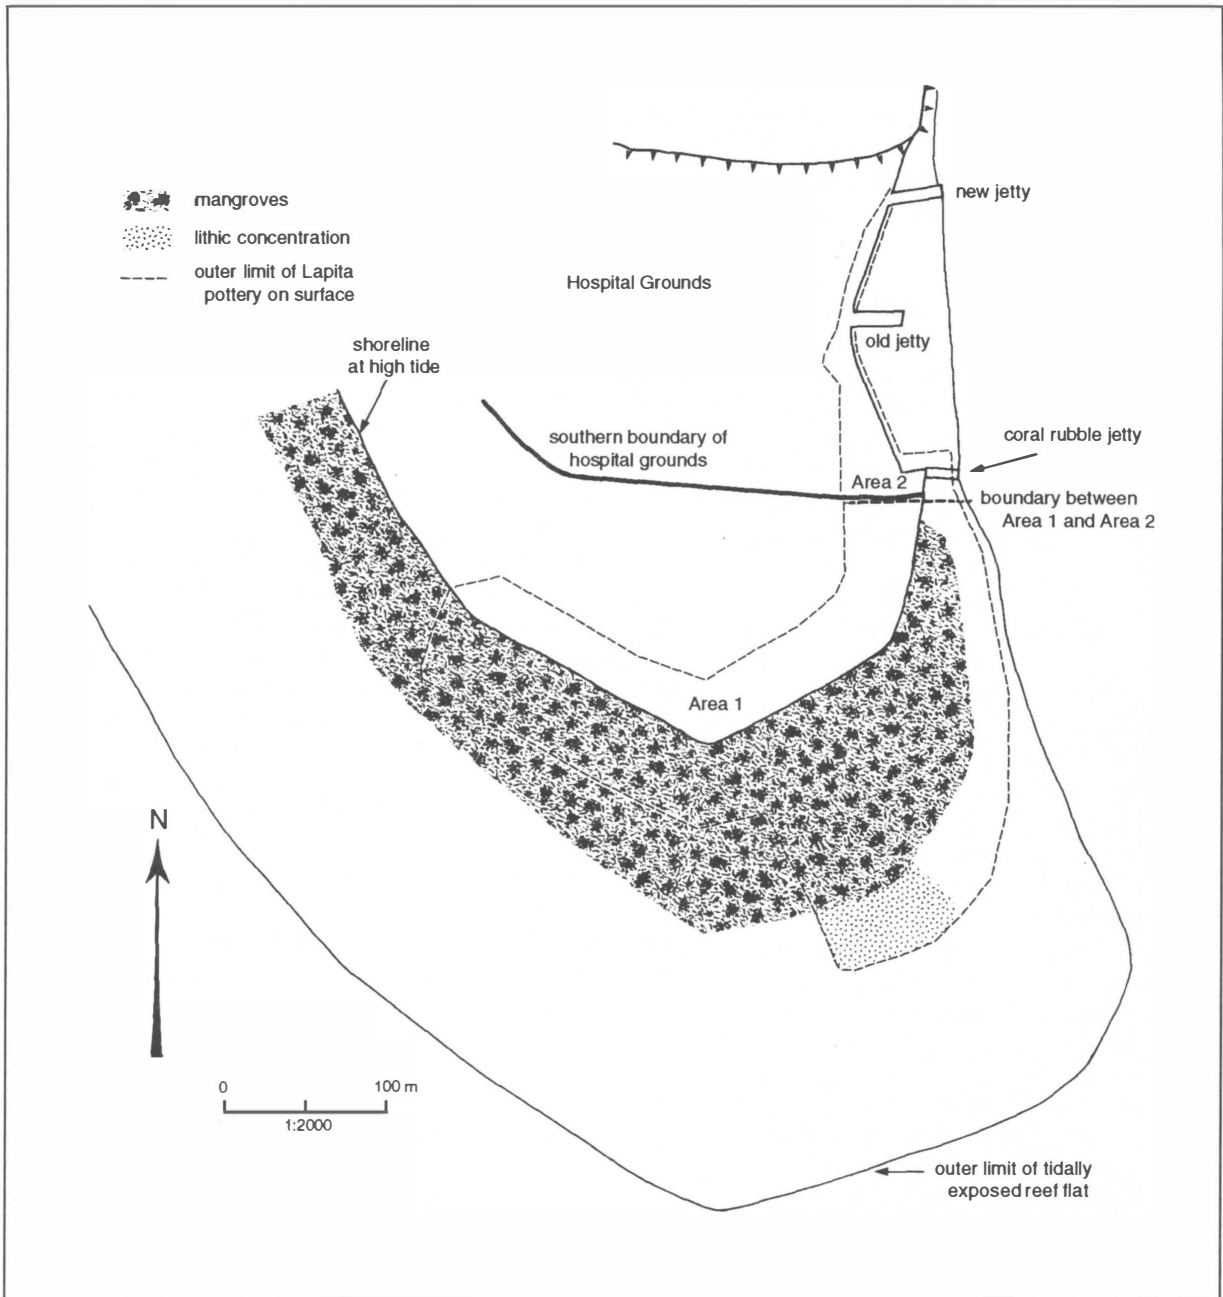 new jetty
mangroves
lithic concentration
outer limit of Lapita
pottery on surface
Hospital Grounds
old jetty
shoreline
at high tide
southern boundary of
hospital grounds
coral rubble jetty
Area 2
boundary between
Area 1 and Area 2
Area 1
N
0 100 m
1:2000
outer limit of tidally
exposed reef flat